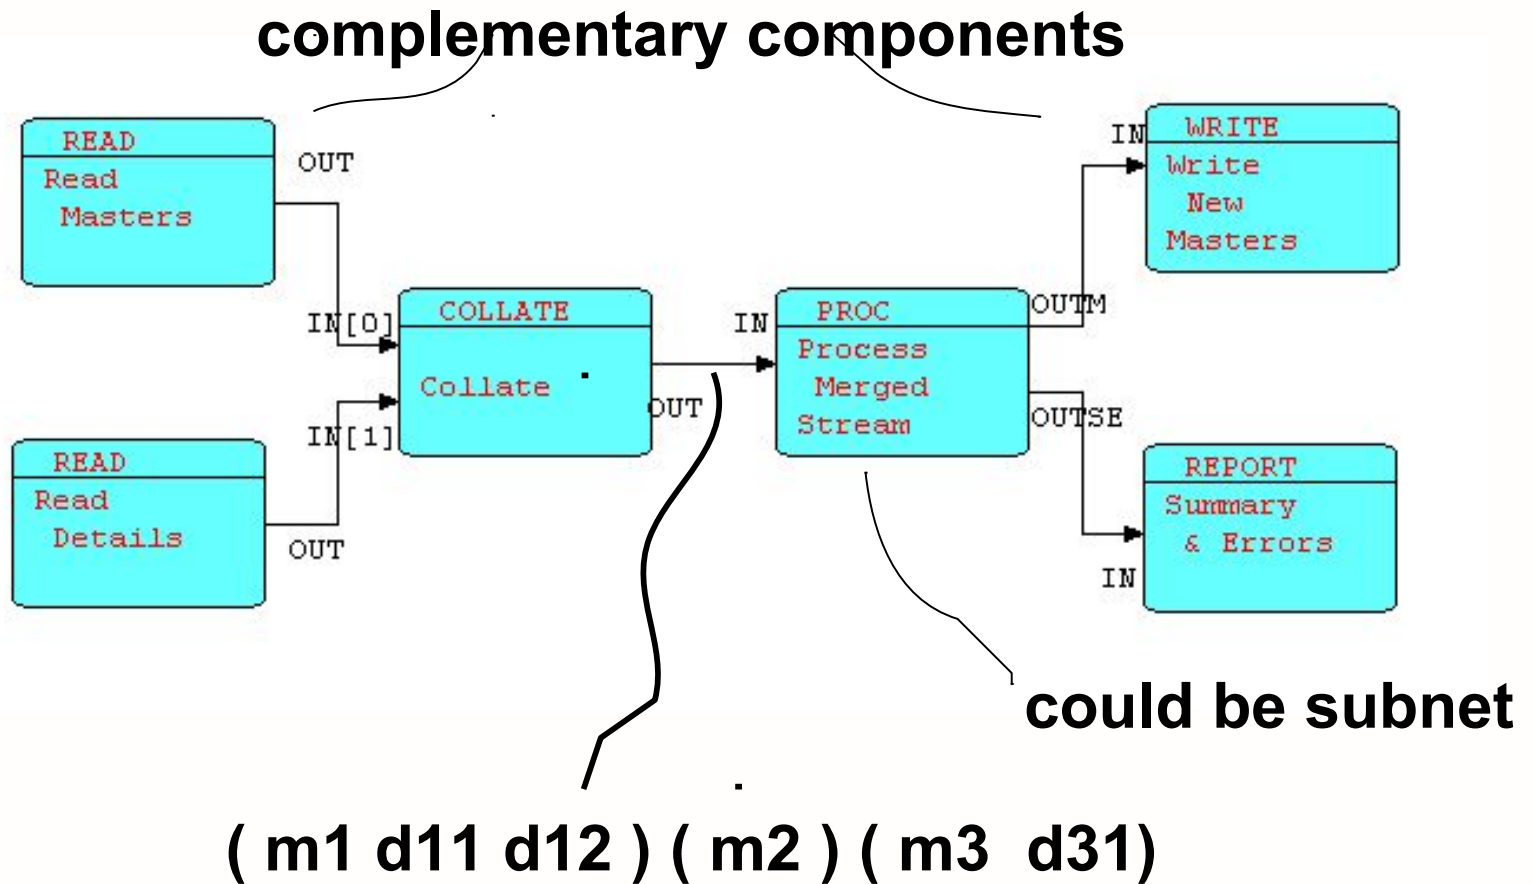 complementary components
READ
Read
Masters
OUT
IN[0]
READ
Read
Details
OUT
IN[1]
COLLATE
Collate
OUT
IN
PROC
Process
Merged
Stream
OUTM
OUTSE
IN
WRITE
Write
New
Masters
IN
REPORT
Summary
& Errors
could be subnet
( m1 d11 d12 ) ( m2 ) ( m3 d31)